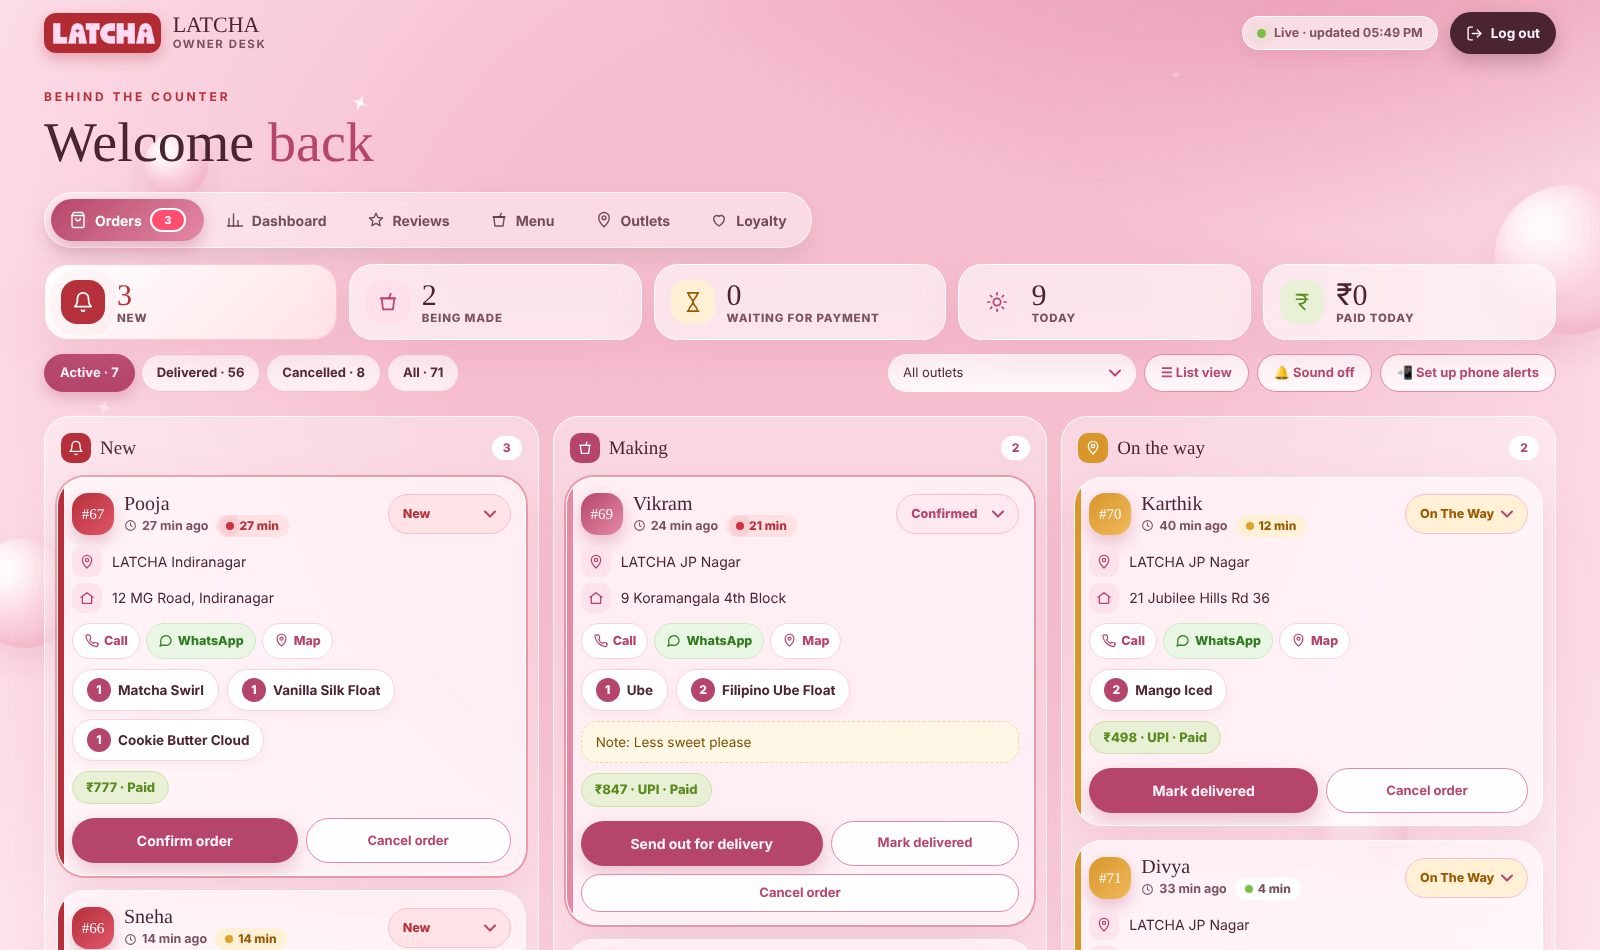 LATCHA
LATCHA
OWNER DESK
Live · updated 05:49 PM
Log out
BEHIND THE COUNTER
Welcome back
Orders 3
Dashboard
Reviews
Menu
Outlets
Loyalty
3
NEW
2
BEING MADE
0
WAITING FOR PAYMENT
9
TODAY
₹0
PAID TODAY
Active · 7
Delivered · 56
Cancelled · 8
All · 71
All outlets
List view
Sound off
Set up phone alerts
New 3
#67
Pooja
27 min ago
27 min
New
LATCHA Indiranagar
12 MG Road, Indiranagar
Call
WhatsApp
Map
1 Matcha Swirl
1 Vanilla Silk Float
1 Cookie Butter Cloud
₹777 · Paid
Confirm order
Cancel order
#66
Sneha
14 min ago
14 min
New
Making 2
#69
Vikram
24 min ago
21 min
Confirmed
LATCHA JP Nagar
9 Koramangala 4th Block
Call
WhatsApp
Map
1 Ube
2 Filipino Ube Float
Note: Less sweet please
₹847 · UPI · Paid
Send out for delivery
Mark delivered
Cancel order
On the way 2
#70
Karthik
40 min ago
12 min
On The Way
LATCHA JP Nagar
21 Jubilee Hills Rd 36
Call
WhatsApp
Map
2 Mango Iced
₹498 · UPI · Paid
Mark delivered
Cancel order
#71
Divya
33 min ago
4 min
On The Way
LATCHA JP Nagar